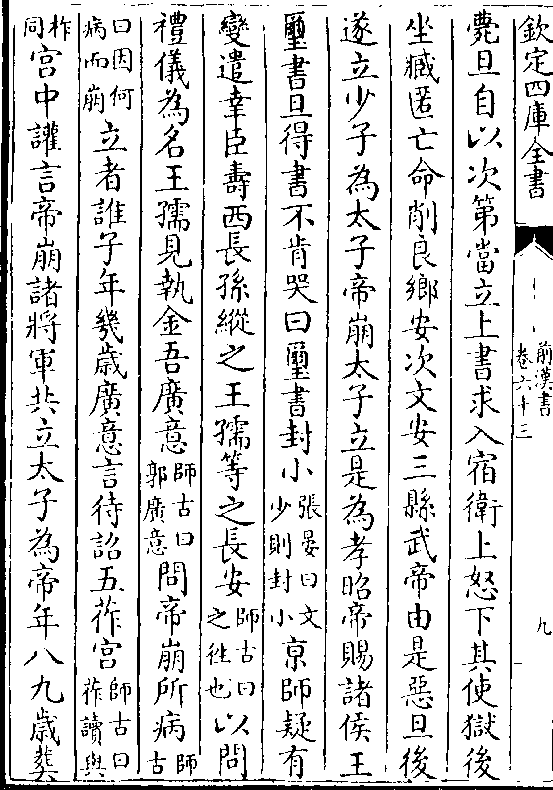 欽定四庫全書
前漢書
卷六十三
九
薨旦自以次第當立上書求入宿衛上怒下其使獄後
坐臧匿亡命削良鄉安次文安三縣武帝由是惡旦後
遂立少子為太子帝崩太子立是為孝昭帝賜諸侯王
璽書旦得書不肯哭曰璽書封小張晏曰文少則封小京師疑有
變遣幸臣壽西長孫縱之王孺等之長安師古曰之往也以問
禮儀為名王孺見執金吾廣意師古曰郭廣意問帝崩所病師古
曰因何病而崩立者誰子年幾歲廣意言待詔五莋宮師古曰莋讀與
柞同宮中讙言帝崩諸將軍共立太子為帝年八九歲葬